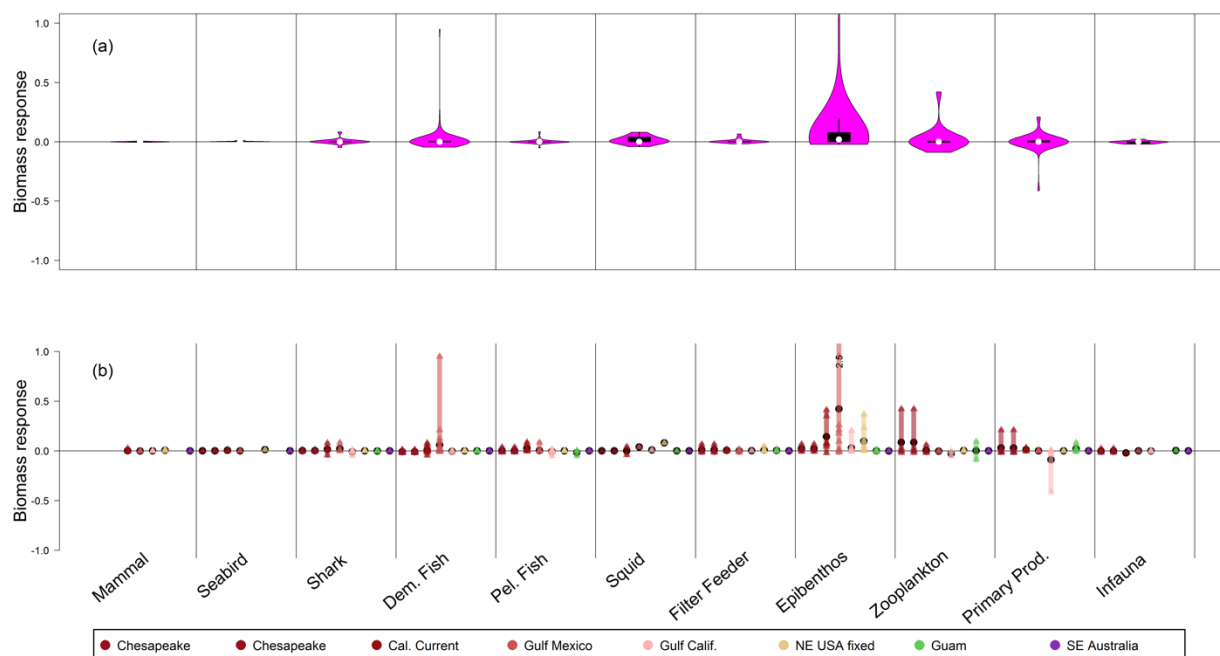 (a)
Biomass response
1.0
0.5
0.0
-0.5
-1.0
(b)
Biomass response
1.0
0.5
0.0
-0.5
-1.0
2.5
Mammal
Seabird
Shark
Dem. Fish
Pel. Fish
Squid
Filter Feeder
Epibenthos
Zooplankton
Primary Prod.
Infauna
Chesapeake Chesapeake Cal. Current Gulf Mexico Gulf Calif. NE USA fixed Guam SE Australia